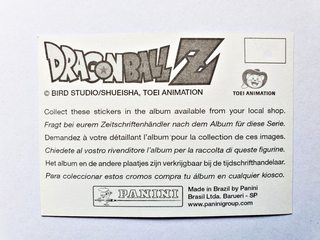 DRAGONBALL Z
© BIRD STUDIO/SHUEISHA, TOEI ANIMATION
TOEI ANIMATION
Collect these stickers in the album available from your local shop.
Fragt bei eurem Zeitschriftenhändler nach dem Album für diese Serie.
Demandez à votre détaillant l'album pour la collection de ces images.
Chiedete al vostro rivenditore l'album per la raccolta di queste figurine.
Het album en de andere plaatjes zijn verkrijgbaar bij de tijdschrifthandelaar.
Para coleccionar estos cromos compra tu álbum en cualquier kiosco.
PANINI
Made in Brazil by Panini
Brasil Ltda. Barueri - SP
www.paninigroup.com